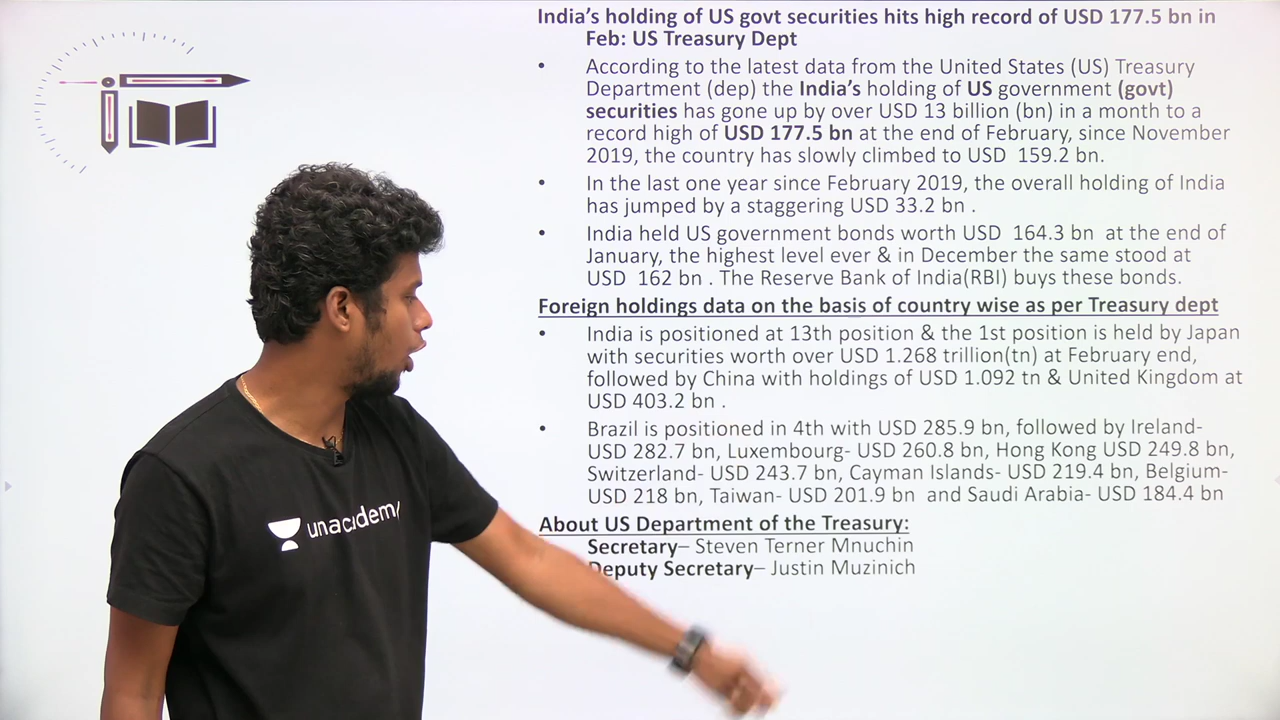 India's holding of US govt securities hits high record of USD 177.5 bn in
Feb: US Treasury Dept
• According to the latest data from the United States (US) Treasury
Department (dep) the India's holding of US government (govt)
securities has gone up by over USD 13 billion (bn) in a month to a
record high of USD 177.5 bn at the end of February, since November
2019, the country has slowly climbed to USD 159.2 bn.
• In the last one year since February 2019, the overall holding of India
has jumped by a staggering USD 33.2 bn .
• India held US government bonds worth USD 164.3 bn at the end of
January, the highest level ever & in December the same stood at
USD 162 bn . The Reserve Bank of India(RBI) buys these bonds.
Foreign holdings data on the basis of country wise as per Treasury dept
• India is positioned at 13th position & the 1st position is held by Japan
with securities worth over USD 1.268 trillion(tn) at February end,
followed by China with holdings of USD 1.092 tn & United Kingdom at
USD 403.2 bn .
• Brazil is positioned in 4th with USD 285.9 bn, followed by Ireland-
USD 282.7 bn, Luxembourg- USD 260.8 bn, Hong Kong USD 249.8 bn,
Switzerland- USD 243.7 bn, Cayman Islands- USD 219.4 bn, Belgium-
USD 218 bn, Taiwan- USD 201.9 bn and Saudi Arabia- USD 184.4 bn
About US Department of the Treasury:
Secretary– Steven Terner Mnuchin
Deputy Secretary– Justin Muzinich
unacademy